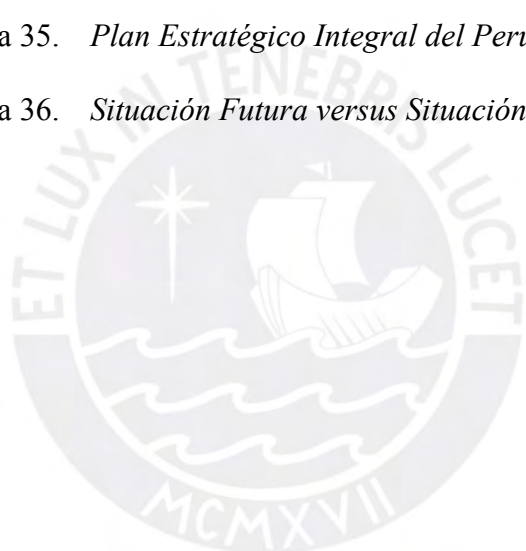 a 35. Plan Estratégico Integral del Peru
a 36. Situación Futura versus Situación
ET LUX IN TENEBRIS LUCET
MCMXVII